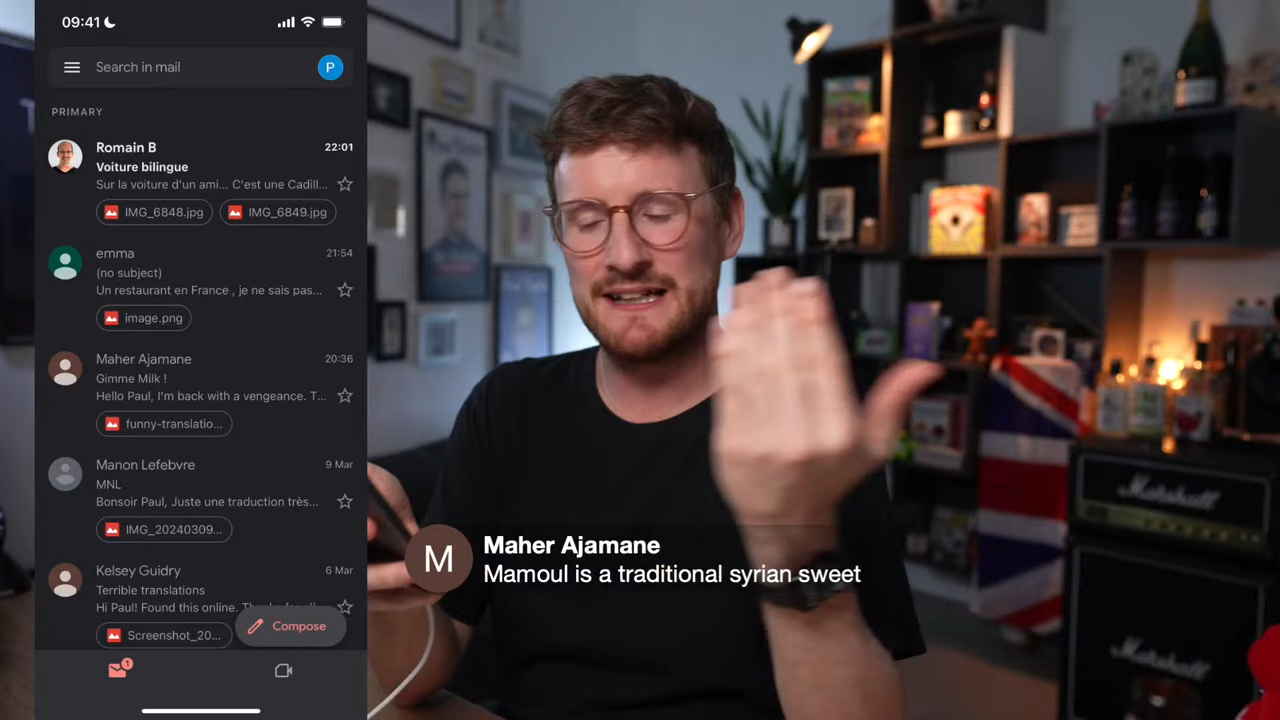 09:41
Search in mail
P
PRIMARY
Romain B 22:01
Voiture bilingue
Sur la voiture d'un ami... C'est une Cadill...
IMG_6848.jpg IMG_6849.jpg
emma 21:54
(no subject)
Un restaurant en France , je ne sais pas...
image.png
Maher Ajamane 20:36
Gimme Milk !
Hello Paul, I'm back with a vengeance. T...
funny-translatio...
Manon Lefebvre 9 Mar
MNL
Bonsoir Paul, Juste une traduction très...
IMG_20240309...
Kelsey Guidry 6 Mar
Terrible translations
Hi Paul! Found this online.
Screenshot_20...
Compose
1
M
Maher Ajamane
Mamoul is a traditional syrian sweet
Marshall
Marshall